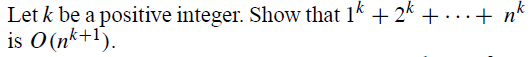 Let k be a positive integer. Show that 1^k + 2^k + · · · + n^k
is O(n^{k+1}).